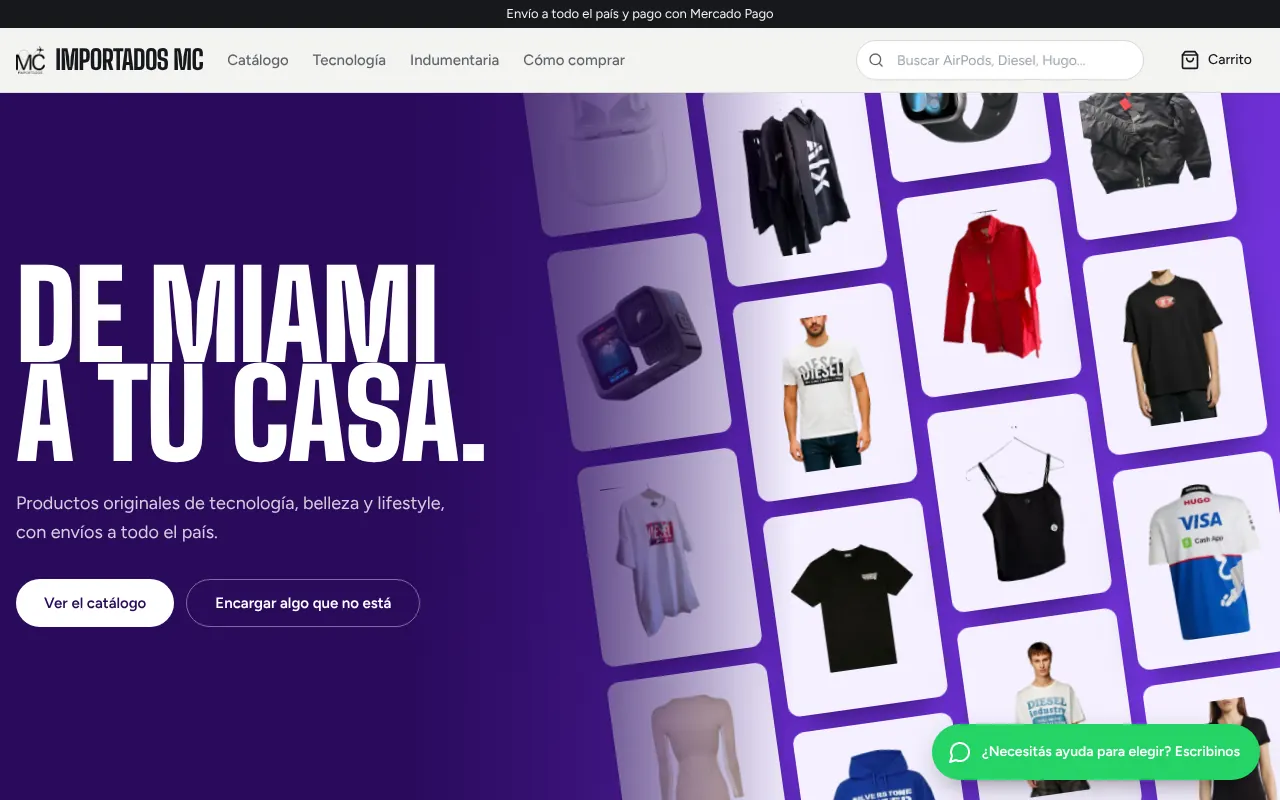 Envío a todo el país y pago con Mercado Pago
MC
IMPORTADOS MC
Catálogo
Tecnología
Indumentaria
Cómo comprar
Buscar AirPods, Diesel, Hugo...
Carrito
DE MIAMI
A TU CASA.
Productos originales de tecnología, belleza y lifestyle,
con envíos a todo el país.
Ver el catálogo
Encargar algo que no está
AIX
DIESEL
DIESEL
HUGO
VISA
Cash App
DIESEL
Industry
¿Necesitás ayuda para elegir? Escribinos